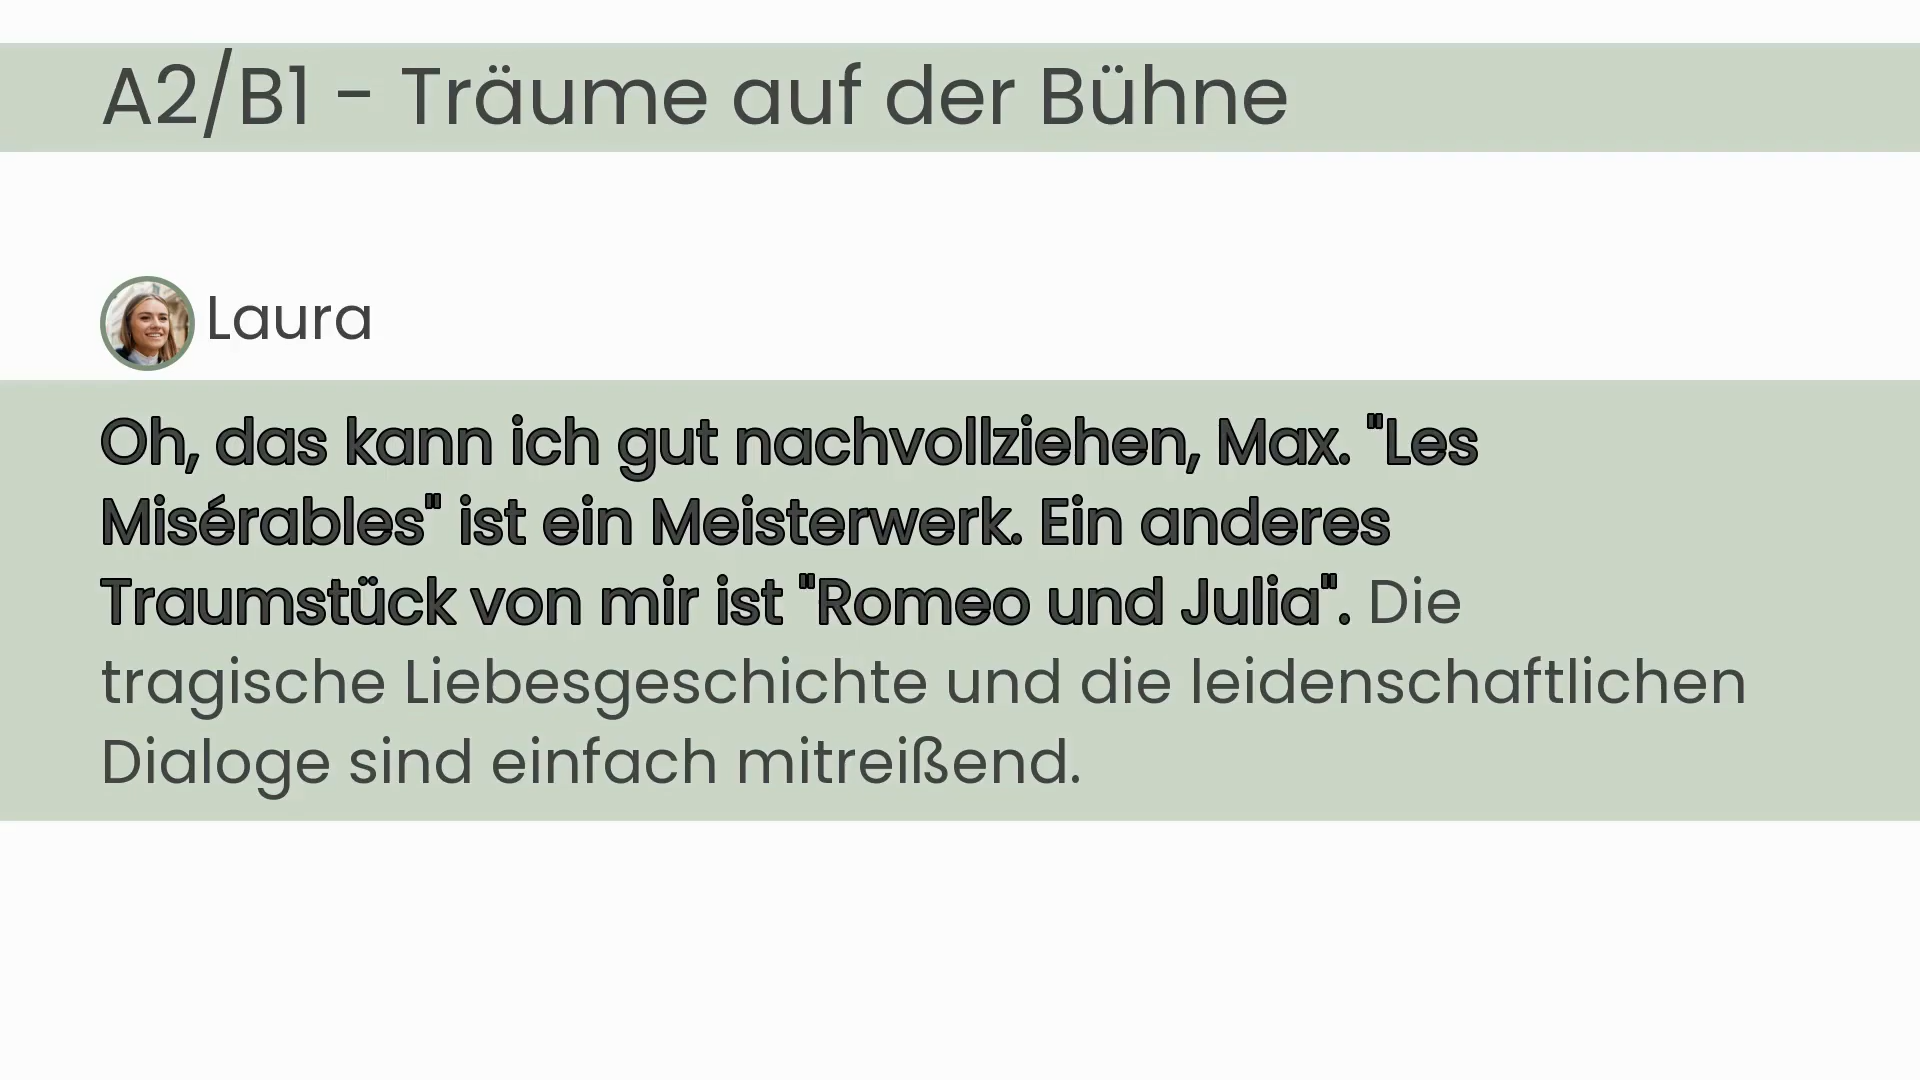 A2/B1 - Träume auf der Bühne
Laura
Oh, das kann ich gut nachvollziehen, Max. "Les
Misérables" ist ein Meisterwerk. Ein anderes
Traumstück von mir ist "Romeo und Julia". Die
tragische Liebesgeschichte und die leidenschaftlichen
Dialoge sind einfach mitreißend.